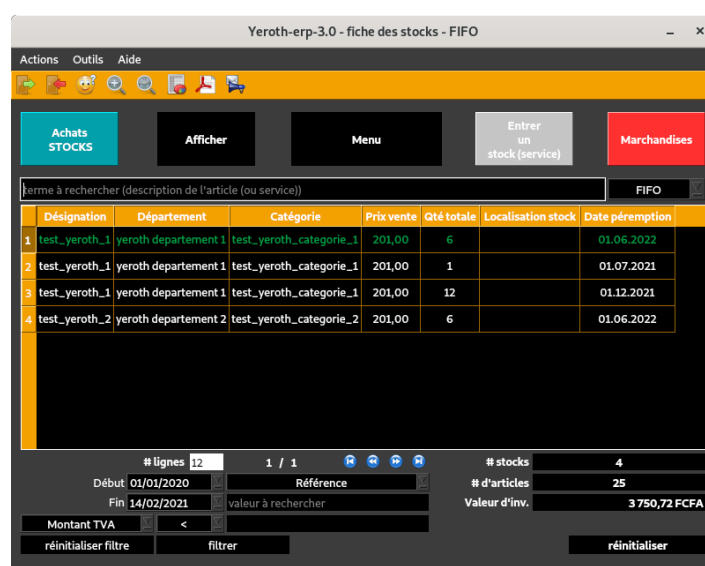 Yeroth-erp-3.0 - fiche des stocks - FIFO
Actions Outils Aide
Achats
STOCKS
Afficher
Menu
Entrer
un
stock (service)
Marchandises
terme à rechercher (description de l'article (ou service))
FIFO
Désignation Département Catégorie Prix vente Qté totale Localisation stock Date péremption
1 test_yeroth_1 yeroth departement 1 test_yeroth_categorie_1 201,00 6 01.06.2022
2 test_yeroth_1 yeroth departement 1 test_yeroth_categorie_1 201,00 1 01.07.2021
3 test_yeroth_1 yeroth departement 1 test_yeroth_categorie_1 201,00 12 01.12.2021
4 test_yeroth_2 yeroth departement 2 test_yeroth_categorie_2 201,00 6 01.06.2022
# lignes 12 1 / 1 # stocks 4
Début 01/01/2020 Référence # d'articles 25
Fin 14/02/2021 valeur à rechercher Valeur d'inv. 3 750,72 FCFA
Montant TVA <
réinitialiser filtre filtrer réinitialiser